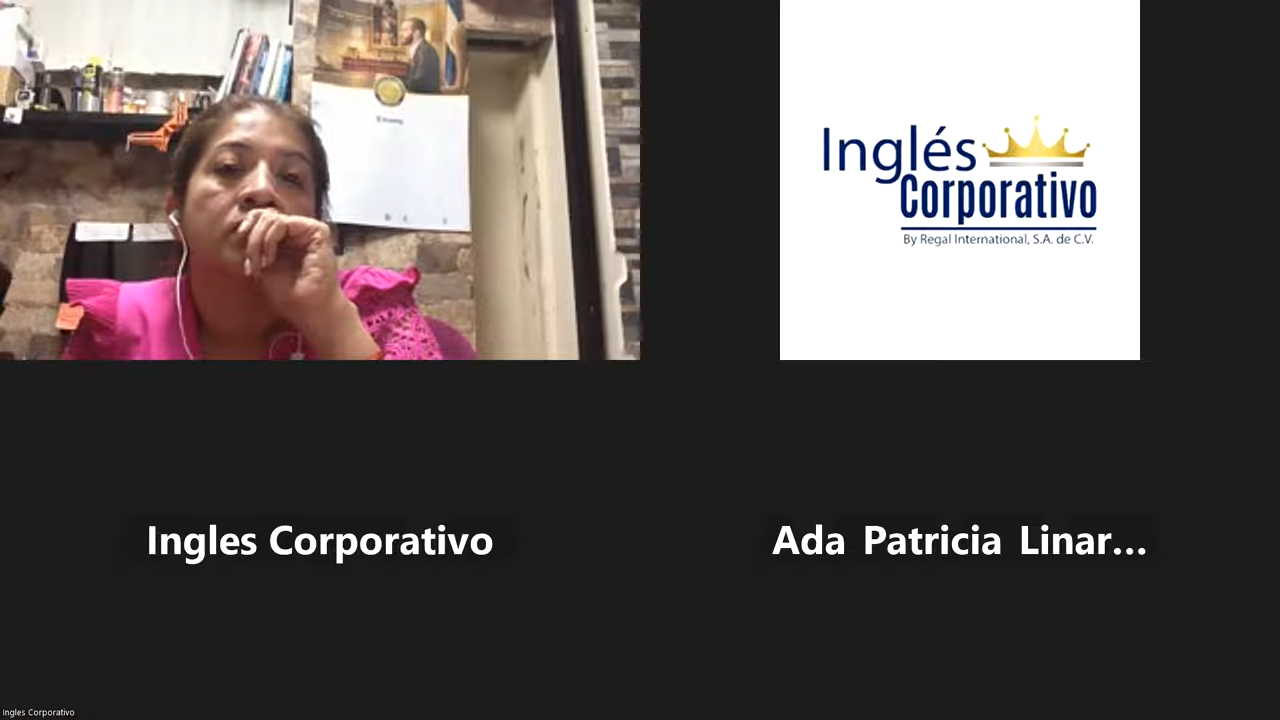 Inglés
Corporativo
By Regal International, S.A. de C.V.
Ingles Corporativo
Ada Patricia Linar...
Ingles Corporativo